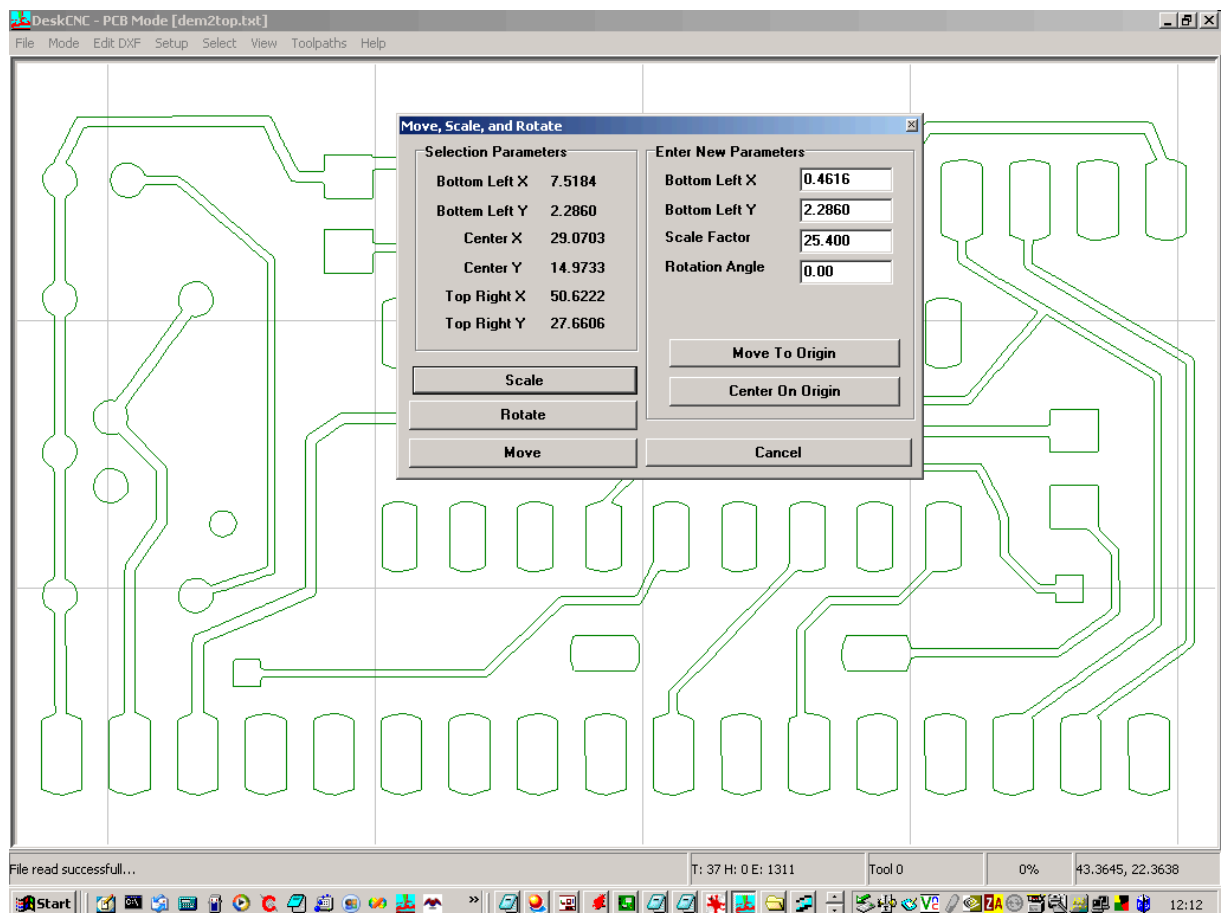 DeskCNC - PCB Mode [dem2top.txt]
File Mode Edit DXF Setup Select View Toolpaths Help
Move, Scale, and Rotate
Selection Parameters
Bottom Left X 7.5184
Bottem Left Y 2.2860
Center X 29.0703
Center Y 14.9733
Top Right X 50.6222
Top Right Y 27.6606
Scale
Rotate
Move
Enter New Parameters
Bottom Left X 0.4616
Bottom Left Y 2.2860
Scale Factor 25.400
Rotation Angle 0.00
Move To Origin
Center On Origin
Cancel
File read successfull...
T: 37 H: 0 E: 1311
Tool 0
0%
43.3645, 22.3638
Start
»
12:12